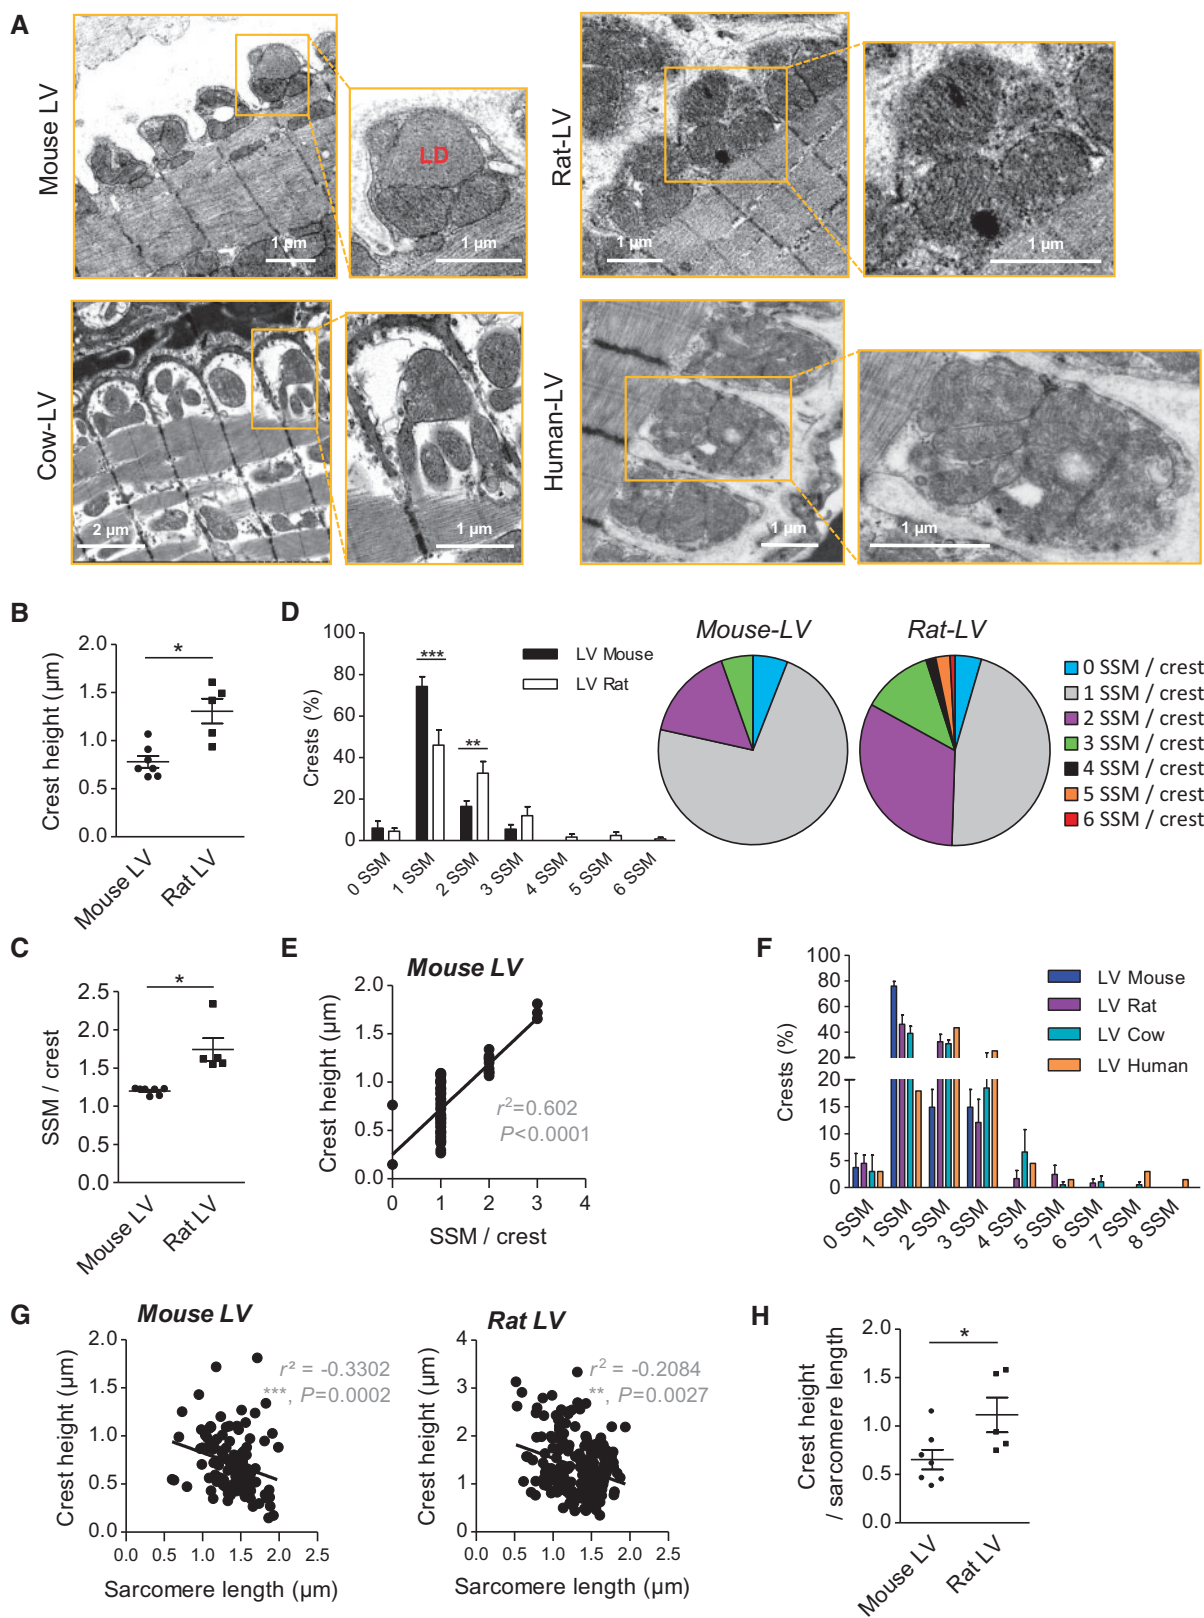 A
Mouse LV
LD
1 µm
1 µm
Rat-LV
1 µm
1 µm
Cow-LV
2 µm
1 µm
Human-LV
1 µm
1 µm
B
Crest height (µm)
2.0
1.5
1.0
0.5
0.0
*
Mouse LV
Rat LV
D
Crests (%)
100
80
60
40
20
0
***
**
LV Mouse
LV Rat
0 SSM
1 SSM
2 SSM
3 SSM
4 SSM
5 SSM
6 SSM
Mouse-LV
Rat-LV
0 SSM / crest
1 SSM / crest
2 SSM / crest
3 SSM / crest
4 SSM / crest
5 SSM / crest
6 SSM / crest
C
SSM / crest
2.5
2.0
1.5
1.0
0.5
0.0
*
Mouse LV
Rat LV
E
Mouse LV
Crest height (µm)
2.0
1.5
1.0
0.5
0.0
r²=0.602
P<0.0001
0 1 2 3 4
SSM / crest
F
Crests (%)
100
80
60
40
20
20
15
10
5
0
LV Mouse
LV Rat
LV Cow
LV Human
0 SSM
1 SSM
2 SSM
3 SSM
4 SSM
5 SSM
6 SSM
7 SSM
8 SSM
G
Mouse LV
Crest height (µm)
2.0
1.5
1.0
0.5
0.0
r² = -0.3302
***, P=0.0002
0.0 0.5 1.0 1.5 2.0 2.5
Sarcomere length (µm)
Rat LV
Crest height (µm)
4
3
2
1
0
r² = -0.2084
**, P=0.0027
0.0 0.5 1.0 1.5 2.0 2.5
Sarcomere length (µm)
H
Crest height
/ sarcomere length
2.0
1.5
1.0
0.5
0.0
*
Mouse LV
Rat LV